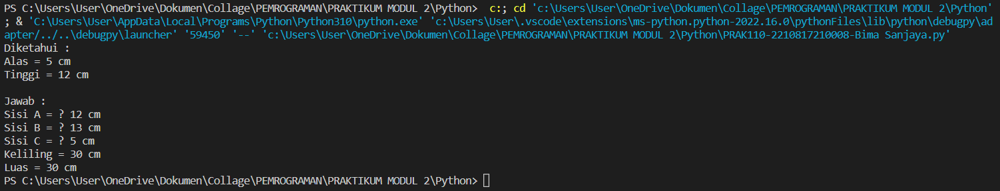 PS C:\Users\User\OneDrive\Dokumen\Collage\PEMROGRAMAN\PRAKTIKUM MODUL 2\Python>  c:; cd 'c:\Users\User\OneDrive\Dokumen\Collage\PEMROGRAMAN\PRAKTIKUM MODUL 2\Python'
; & 'C:\Users\User\AppData\Local\Programs\Python\Python310\python.exe' 'c:\Users\User\.vscode\extensions\ms-python.python-2022.16.0\pythonFiles\lib\python\debugpy\ad
apter/../..\debugpy\launcher' '59450' '--' 'c:\Users\User\OneDrive\Dokumen\Collage\PEMROGRAMAN\PRAKTIKUM MODUL 2\Python\PRAK110-2210817210008-Bima Sanjaya.py'
Diketahui :
Alas = 5 cm
Tinggi = 12 cm
Jawab :
Sisi A = ? 12 cm
Sisi B = ? 13 cm
Sisi C = ? 5 cm
Keliling = 30 cm
Luas = 30 cm
PS C:\Users\User\OneDrive\Dokumen\Collage\PEMROGRAMAN\PRAKTIKUM MODUL 2\Python>